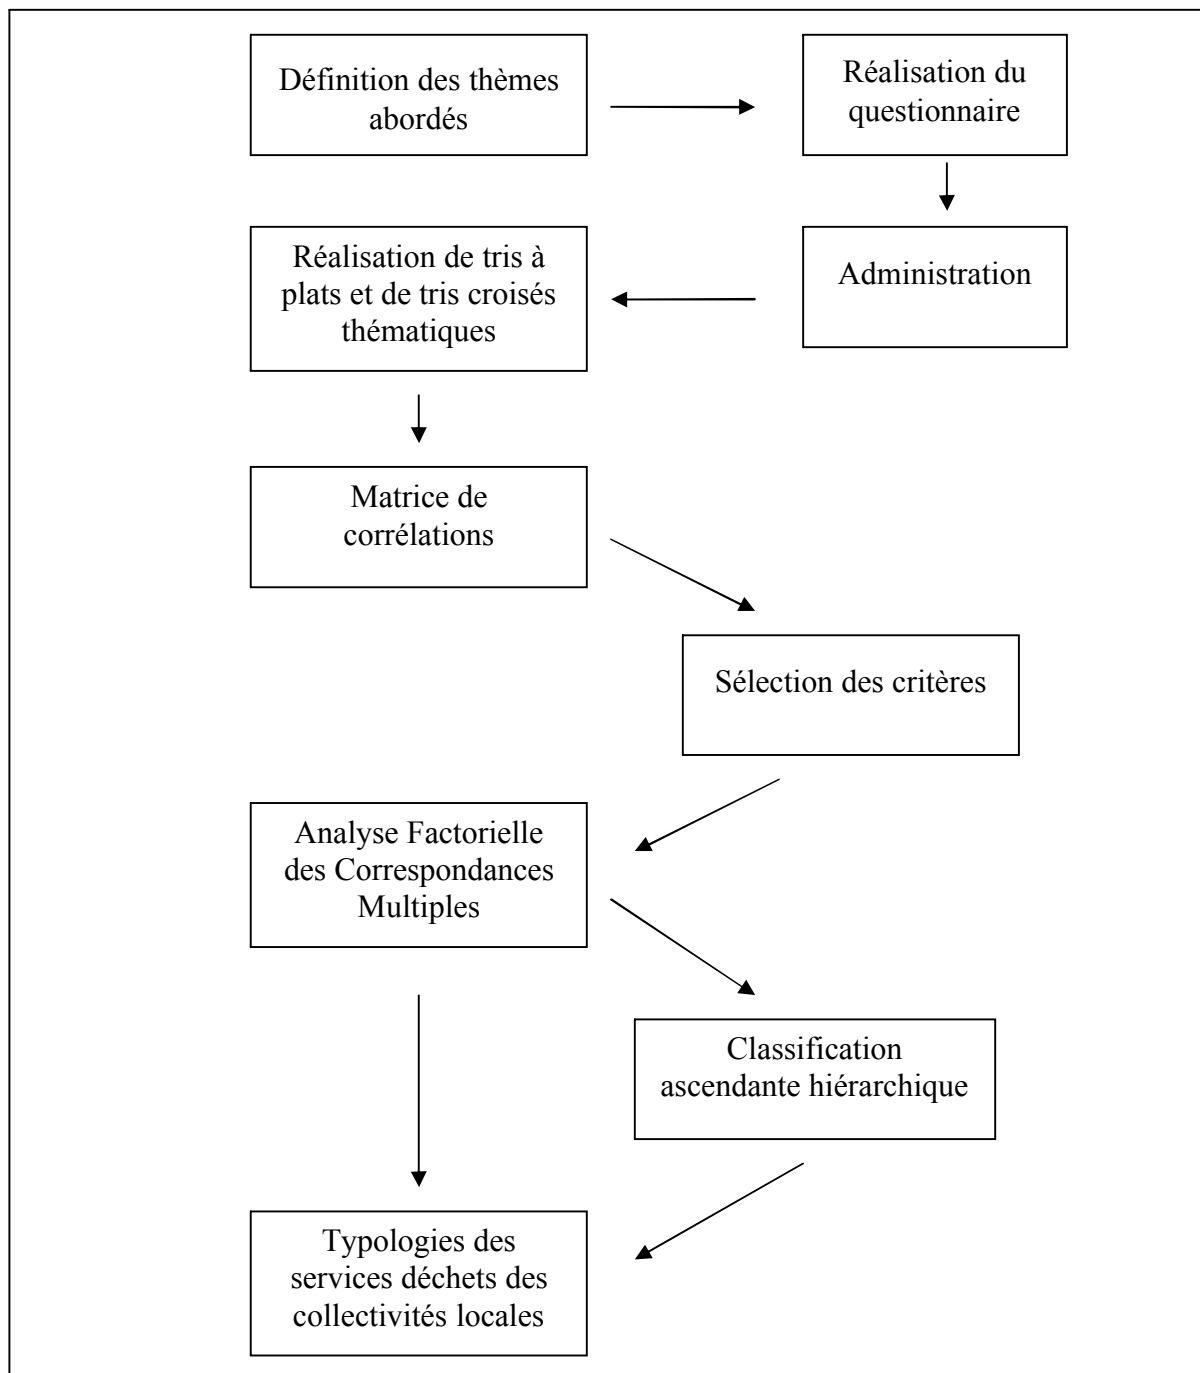 Définition des thèmes
abordés
Réalisation du
questionnaire
Réalisation de tris à
plats et de tris croisés
thématiques
Administration
Matrice de
corrélations
Sélection des critères
Analyse Factorielle
des Correspondances
Multiples
Classification
ascendante hiérarchique
Typologies des
services déchets des
collectivités locales